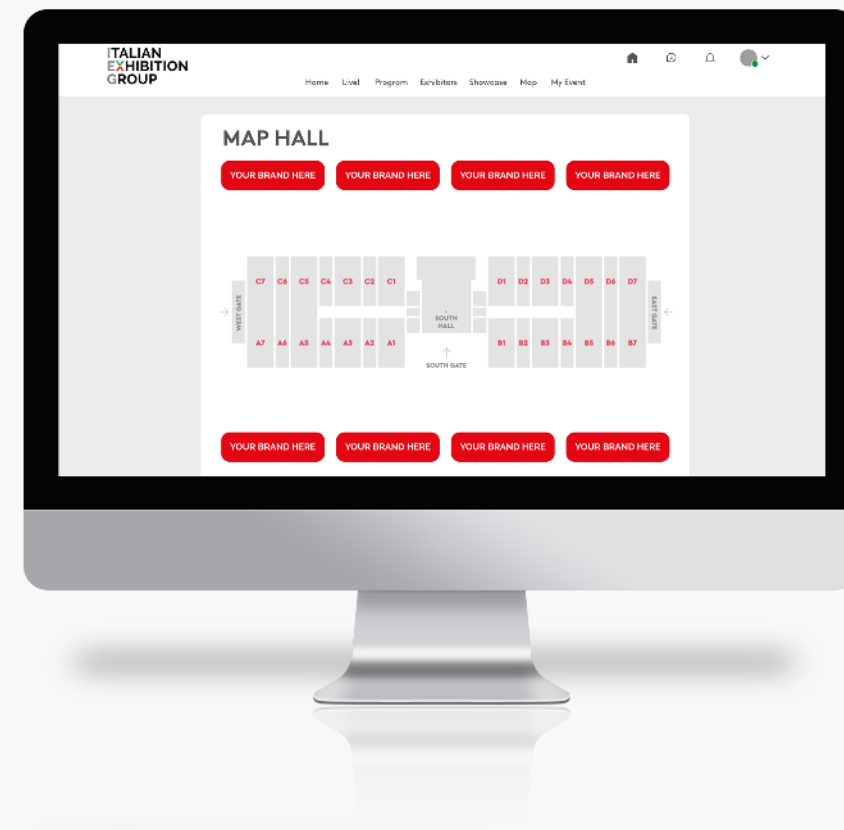 ITALIAN
EXHIBITION
GROUP
Home Live! Program Exhibitors Showcase Map My Event
MAP HALL
YOUR BRAND HERE YOUR BRAND HERE YOUR BRAND HERE YOUR BRAND HERE
C7 C6 C5 C4 C3 C2 C1 D1 D2 D3 D4 D5 D6 D7
WEST GATE
EAST GATE
SOUTH
HALL
A7 A6 A5 A4 A3 A2 A1 B1 B2 B3 B4 B5 B6 B7
SOUTH GATE
YOUR BRAND HERE YOUR BRAND HERE YOUR BRAND HERE YOUR BRAND HERE